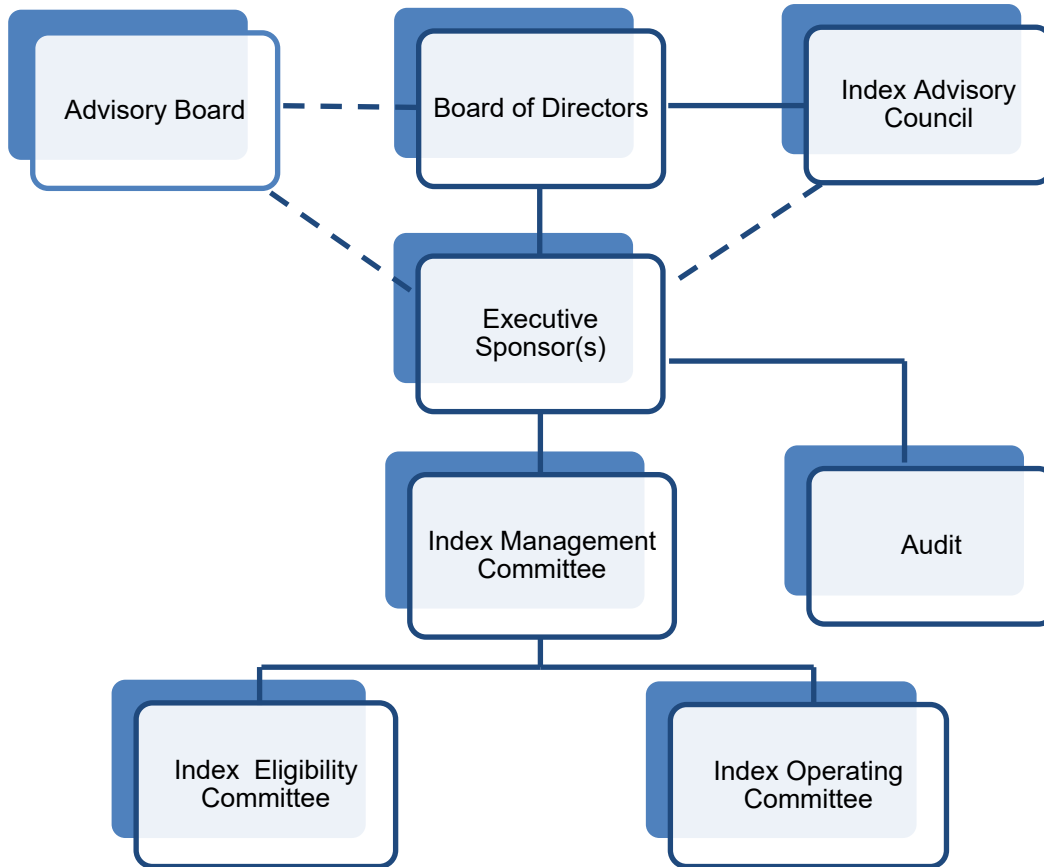 Advisory Board
Board of Directors
Index Advisory
Council
Executive
Sponsor(s)
Index Management
Committee
Audit
Index  Eligibility
Committee
Index Operating
Committee